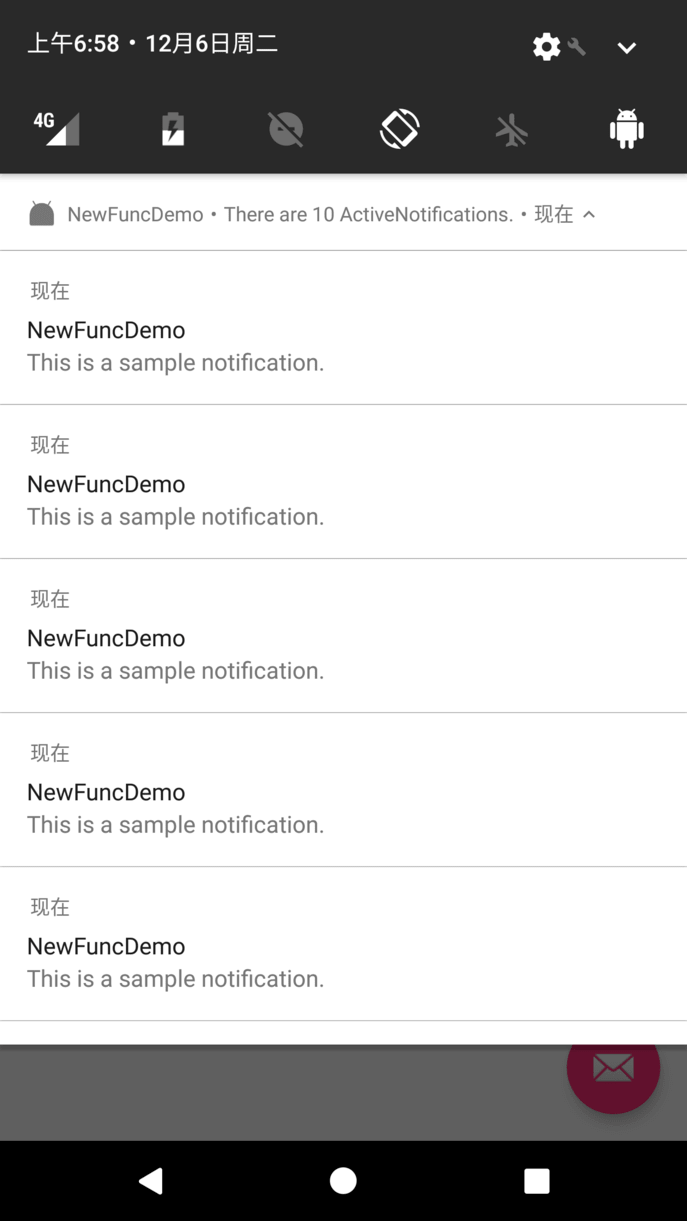 上午6:58 • 12月6日周二
4G
NewFuncDemo • There are 10 ActiveNotifications. • 现在
现在
NewFuncDemo
This is a sample notification.
现在
NewFuncDemo
This is a sample notification.
现在
NewFuncDemo
This is a sample notification.
现在
NewFuncDemo
This is a sample notification.
现在
NewFuncDemo
This is a sample notification.